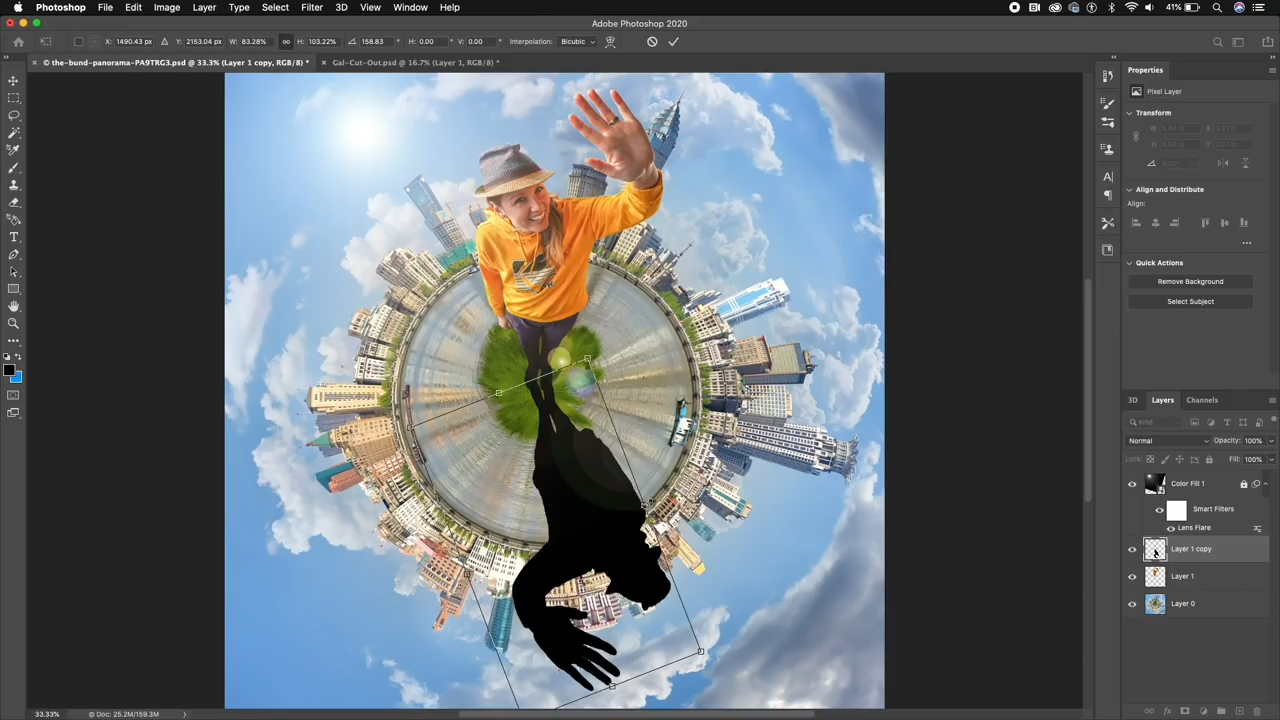 Photoshop File Edit Image Layer Type Select Filter 3D View Window Help 41%
Adobe Photoshop 2020
X: 1490.43 px Y: 2153.04 px W: 83.28% H: 103.22% 158.83 ° H: 0.00 ° V: 0.00 ° Interpolation: Bicubic
© the-bund-panorama-PA9TRG3.psd @ 33.3% (Layer 1 copy, RGB/8) * Gal-Cut-Out.psd @ 16.7% (Layer 1, RGB/8) *
Properties
Pixel Layer
Transform
Align and Distribute
Align:
Quick Actions
Remove Background
Select Subject
3D Layers Channels
Kind
Normal Opacity: 100%
Lock: Fill: 100%
Color Fill 1
Smart Filters
Lens Flare
Layer 1 copy
Layer 1
Layer 0
33.33% © Doc: 25.2M/159.3M